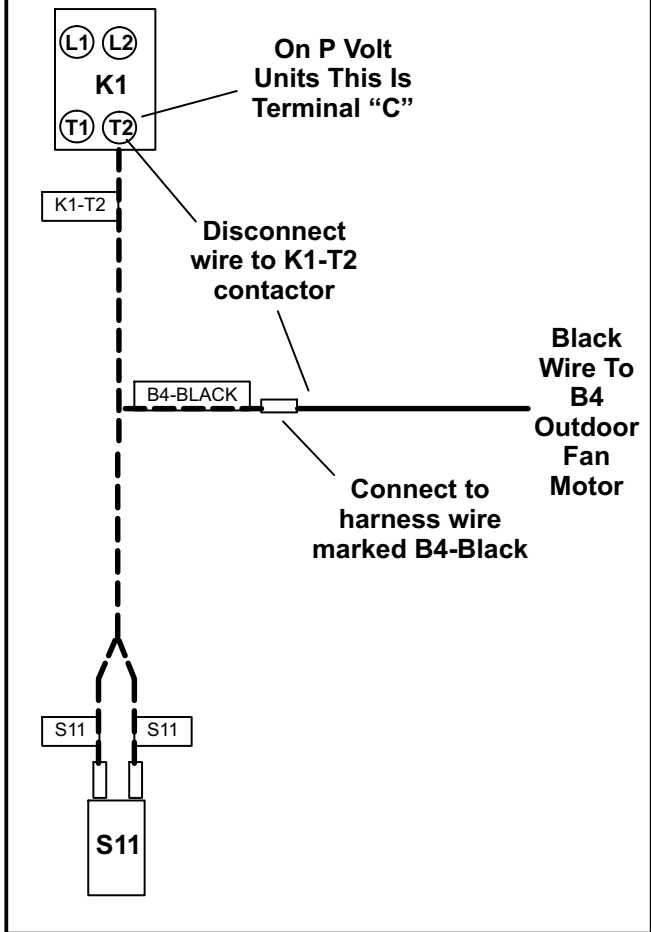 L1 L2
K1
T1 T2
On P Volt
Units This Is
Terminal “C”
K1-T2
Disconnect
wire to K1-T2
contactor
B4-BLACK
Black
Wire To
B4
Outdoor
Fan
Motor
Connect to
harness wire
marked B4-Black
S11 S11
S11